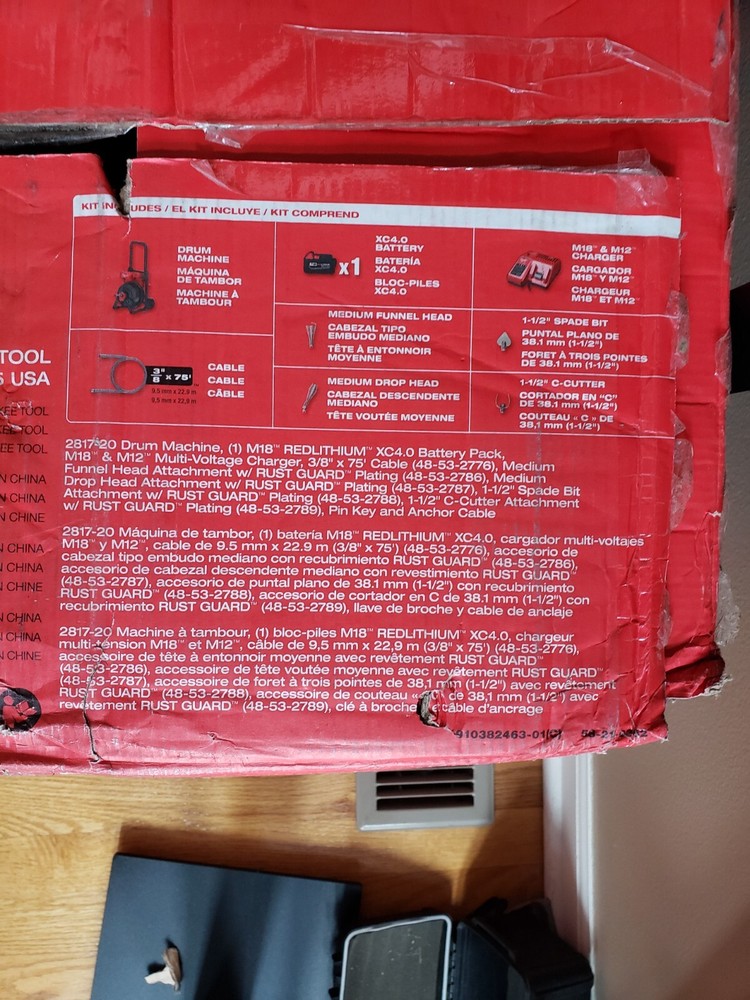 KIT INCLUDES / EL KIT INCLUYE / KIT COMPREND
DRUM
MACHINE
MÁQUINA
DE TAMBOR
MACHINE À
TAMBOUR
x1
XC4.0
BATTERY
BATERÍA
XC4.0
BLOC-PILES
XC4.0
M18™ & M12™
CHARGER
CARGADOR
M18™ Y M12™
CHARGEUR
M18™ ET M12™
3"
8 x 75'
9.5 mm x 22.9 m
9,5 mm x 22,9 m
CABLE
CABLE
CÂBLE
MEDIUM FUNNEL HEAD
CABEZAL TIPO
EMBUDO MEDIANO
TÊTE À ENTONNOIR
MOYENNE
1-1/2" SPADE BIT
PUNTAL PLANO DE
38.1 mm (1-1/2")
FORET À TROIS POINTES
DE 38,1 mm (1-1/2")
MEDIUM DROP HEAD
CABEZAL DESCENDENTE
MEDIANO
TÊTE VOUTÉE MOYENNE
1-1/2" C-CUTTER
CORTADOR EN "C"
DE 38.1 mm (1-1/2")
COUTEAU « C » DE
38,1 mm (1-1/2")
TOOL
S USA
KEE TOOL
KEE TOOL
EE TOOL
N CHINA
N CHINA
N CHINE
N CHINA
N CHINA
N CHINE
N CHINA
N CHINA
N CHINE
2817-20 Drum Machine, (1) M18™ REDLITHIUM™ XC4.0 Battery Pack,
M18™ & M12™ Multi-Voltage Charger, 3/8" x 75' Cable (48-53-2776), Medium
Funnel Head Attachment w/ RUST GUARD™ Plating (48-53-2786), Medium
Drop Head Attachment w/ RUST GUARD™ Plating (48-53-2787), 1-1/2" Spade Bit
Attachment w/ RUST GUARD™ Plating (48-53-2788), 1-1/2" C-Cutter Attachment
w/ RUST GUARD™ Plating (48-53-2789), Pin Key and Anchor Cable
2817-20 Máquina de tambor, (1) batería M18™ REDLITHIUM™ XC4.0, cargador multi-voltajes
M18™ y M12™, cable de 9.5 mm x 22.9 m (3/8" x 75') (48-53-2776), accesorio de
cabezal tipo embudo mediano con recubrimiento RUST GUARD™ (48-53-2786),
accesorio de cabezal descendente mediano con revestimiento RUST GUARD™
(48-53-2787), accesorio de puntal plano de 38.1 mm (1-1/2") con recubrimiento
RUST GUARD™ (48-53-2788), accesorio de cortador en C de 38.1 mm (1-1/2") con
recubrimiento RUST GUARD™ (48-53-2789), llave de broche y cable de anclaje
2817-20 Machine à tambour, (1) bloc-piles M18™ REDLITHIUM™ XC4.0, chargeur
multi-tension M18™ et M12™, câble de 9,5 mm x 22,9 m (3/8" x 75') (48-53-2776),
accessoire de tête à entonnoir moyenne avec revêtement RUST GUARD™
(48-53-2786), accessoire de tête voutée moyenne avec revêtement RUST GUARD™
(48-53-2787), accessoire de foret à trois pointes de 38,1 mm (1-1/2") avec revêtement
RUST GUARD™ (48-53-2788), accessoire de couteau « de 38,1 mm (1-1/2") avec
revêtement RUST GUARD™ (48-53-2789), clé à broche et câble d'ancrage
910382463-01(C)